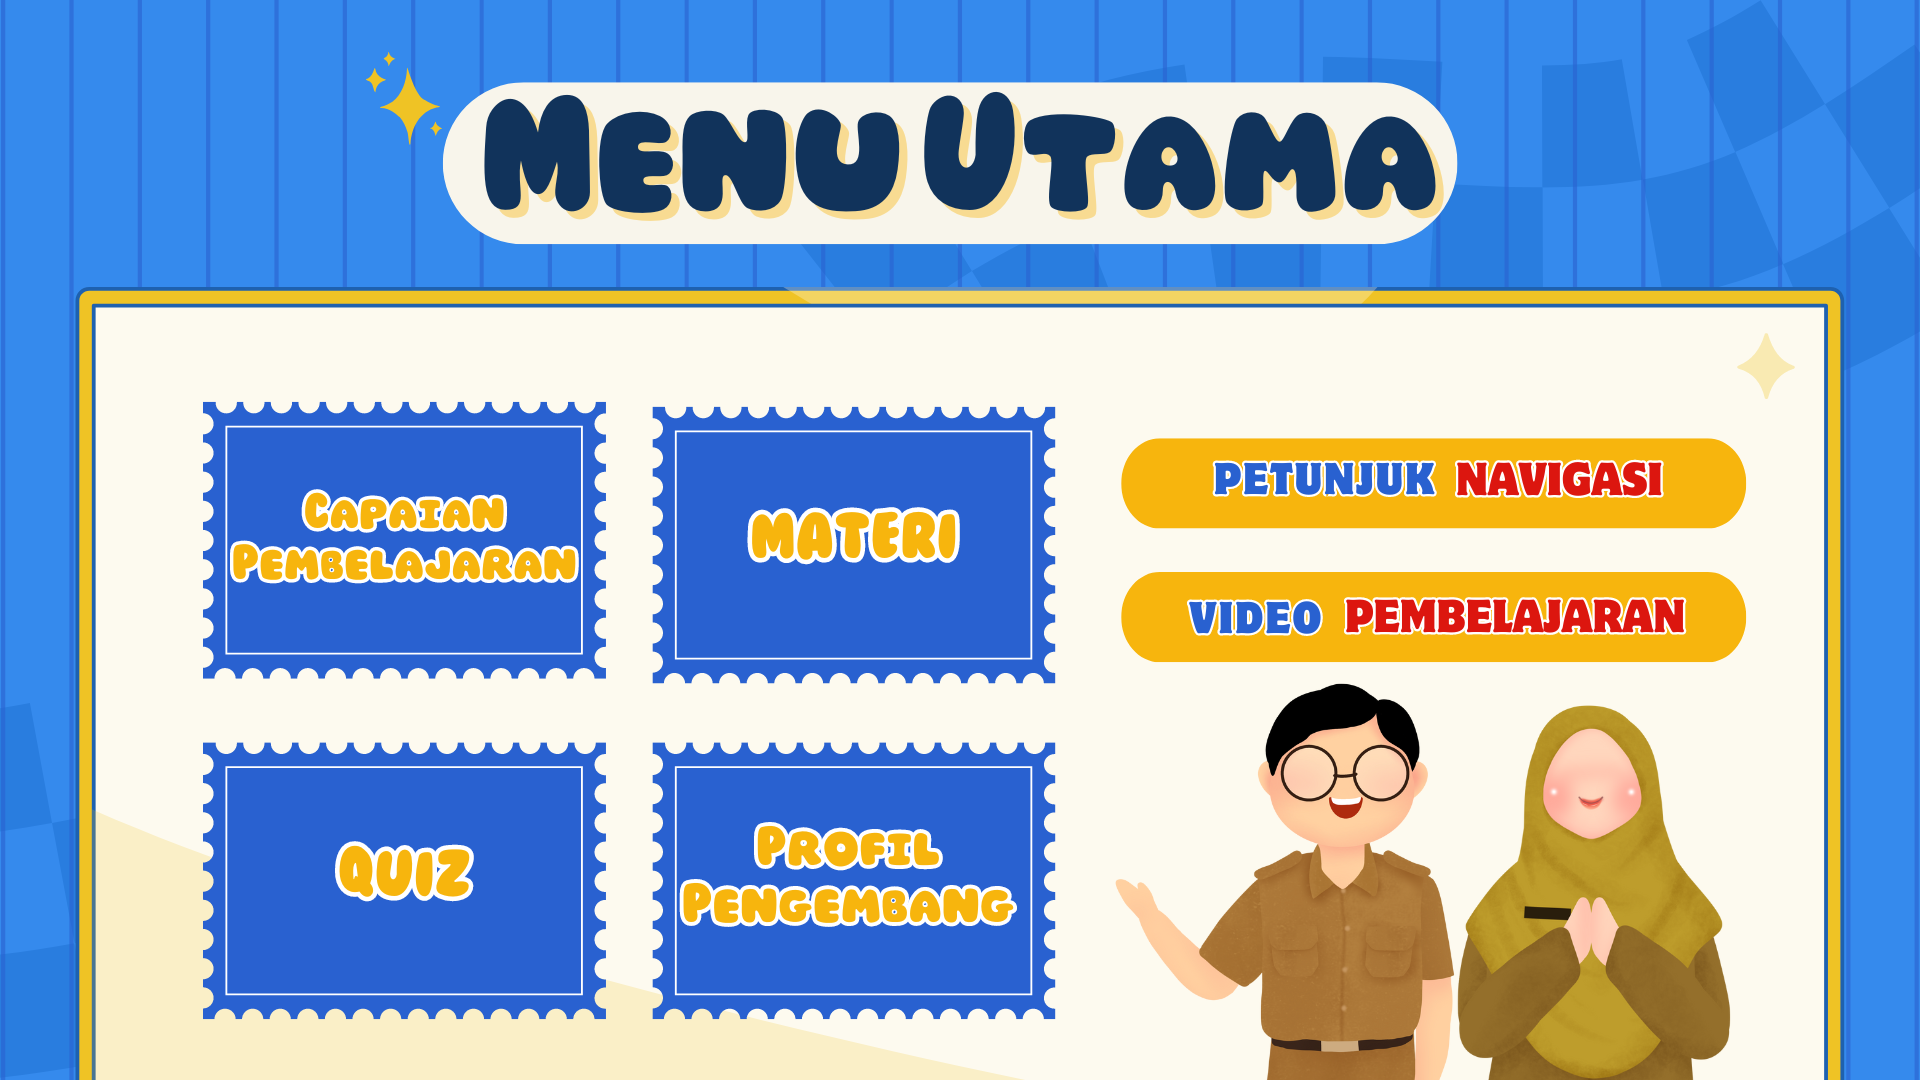 Menu Utama
Capaian
Pembelajaran
MATERI
PETUNJUK NAVIGASI
VIDEO PEMBELAJARAN
Quiz
Profil
Pengembang